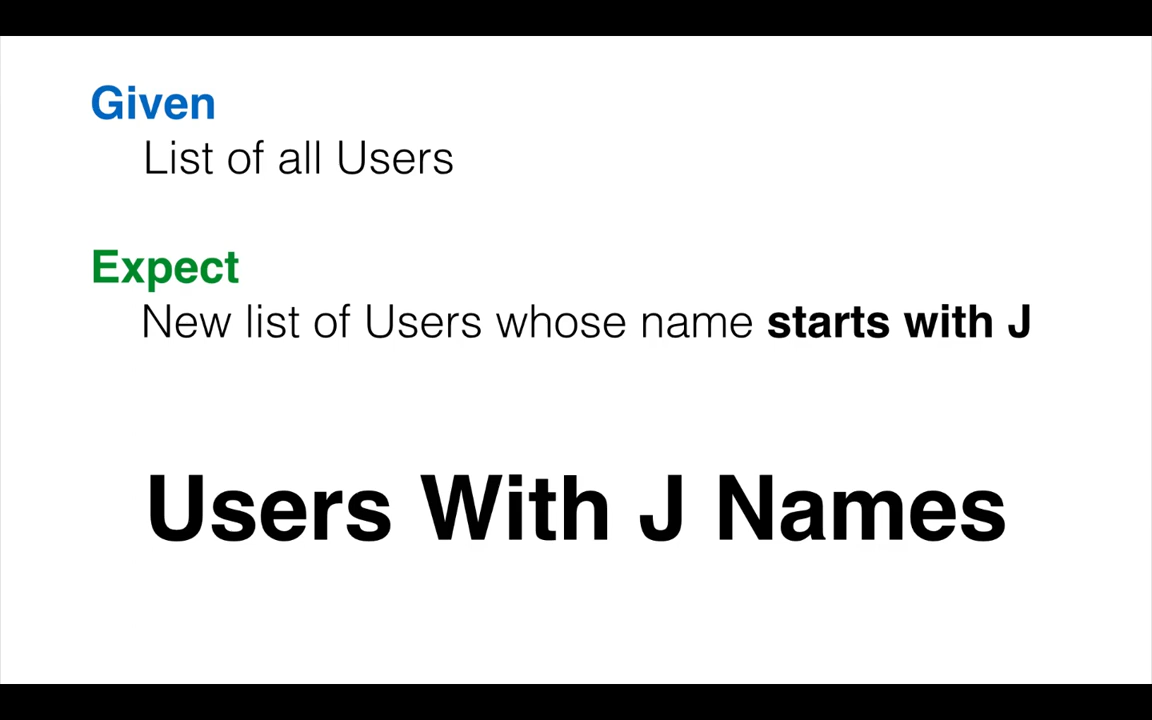 Given
List of all Users
Expect
New list of Users whose name starts with J
Users With J Names